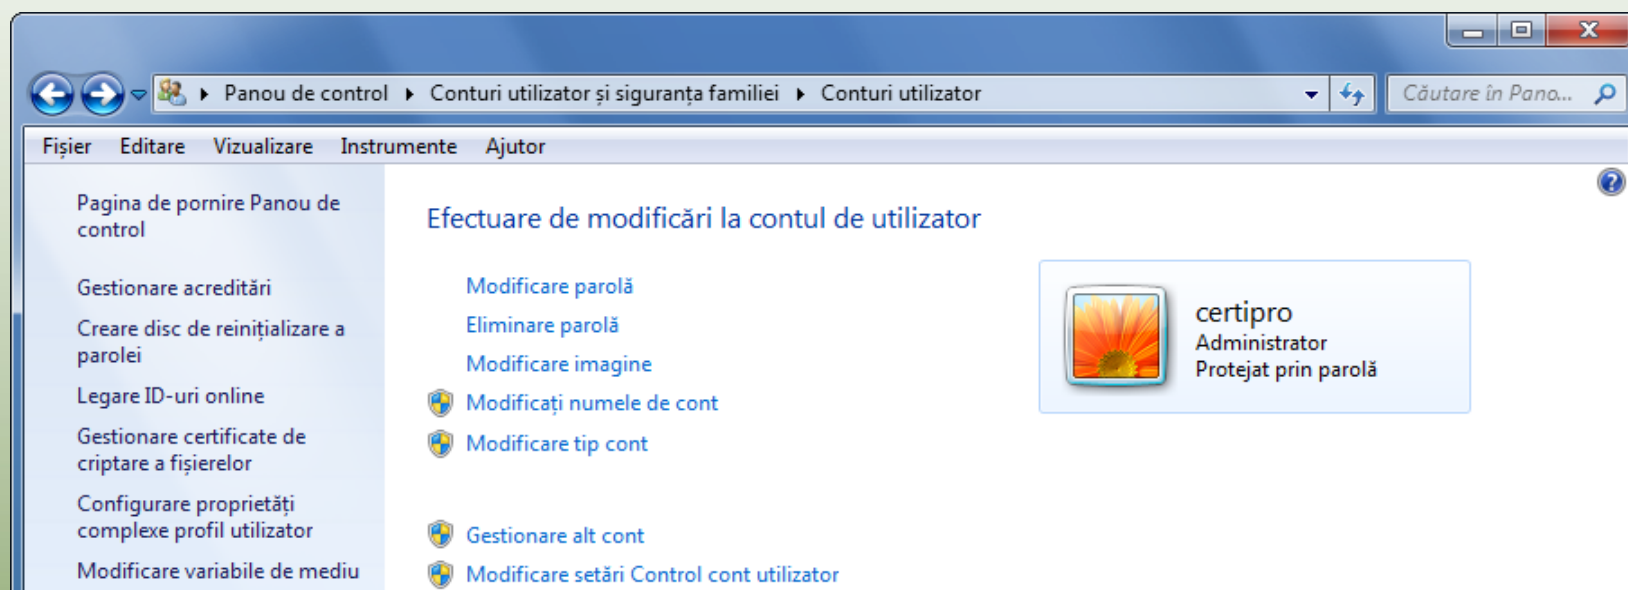 Panou de control ▸ Conturi utilizator și siguranța familiei ▸ Conturi utilizator
Căutare în Pano...
Fișier Editare Vizualizare Instrumente Ajutor
Pagina de pornire Panou de
control
Gestionare acreditări
Creare disc de reinițializare a
parolei
Legare ID-uri online
Gestionare certificate de
criptare a fișierelor
Configurare proprietăți
complexe profil utilizator
Modificare variabile de mediu
Efectuare de modificări la contul de utilizator
Modificare parolă
Eliminare parolă
Modificare imagine
Modificați numele de cont
Modificare tip cont
Gestionare alt cont
Modificare setări Control cont utilizator
certipro
Administrator
Protejat prin parolă